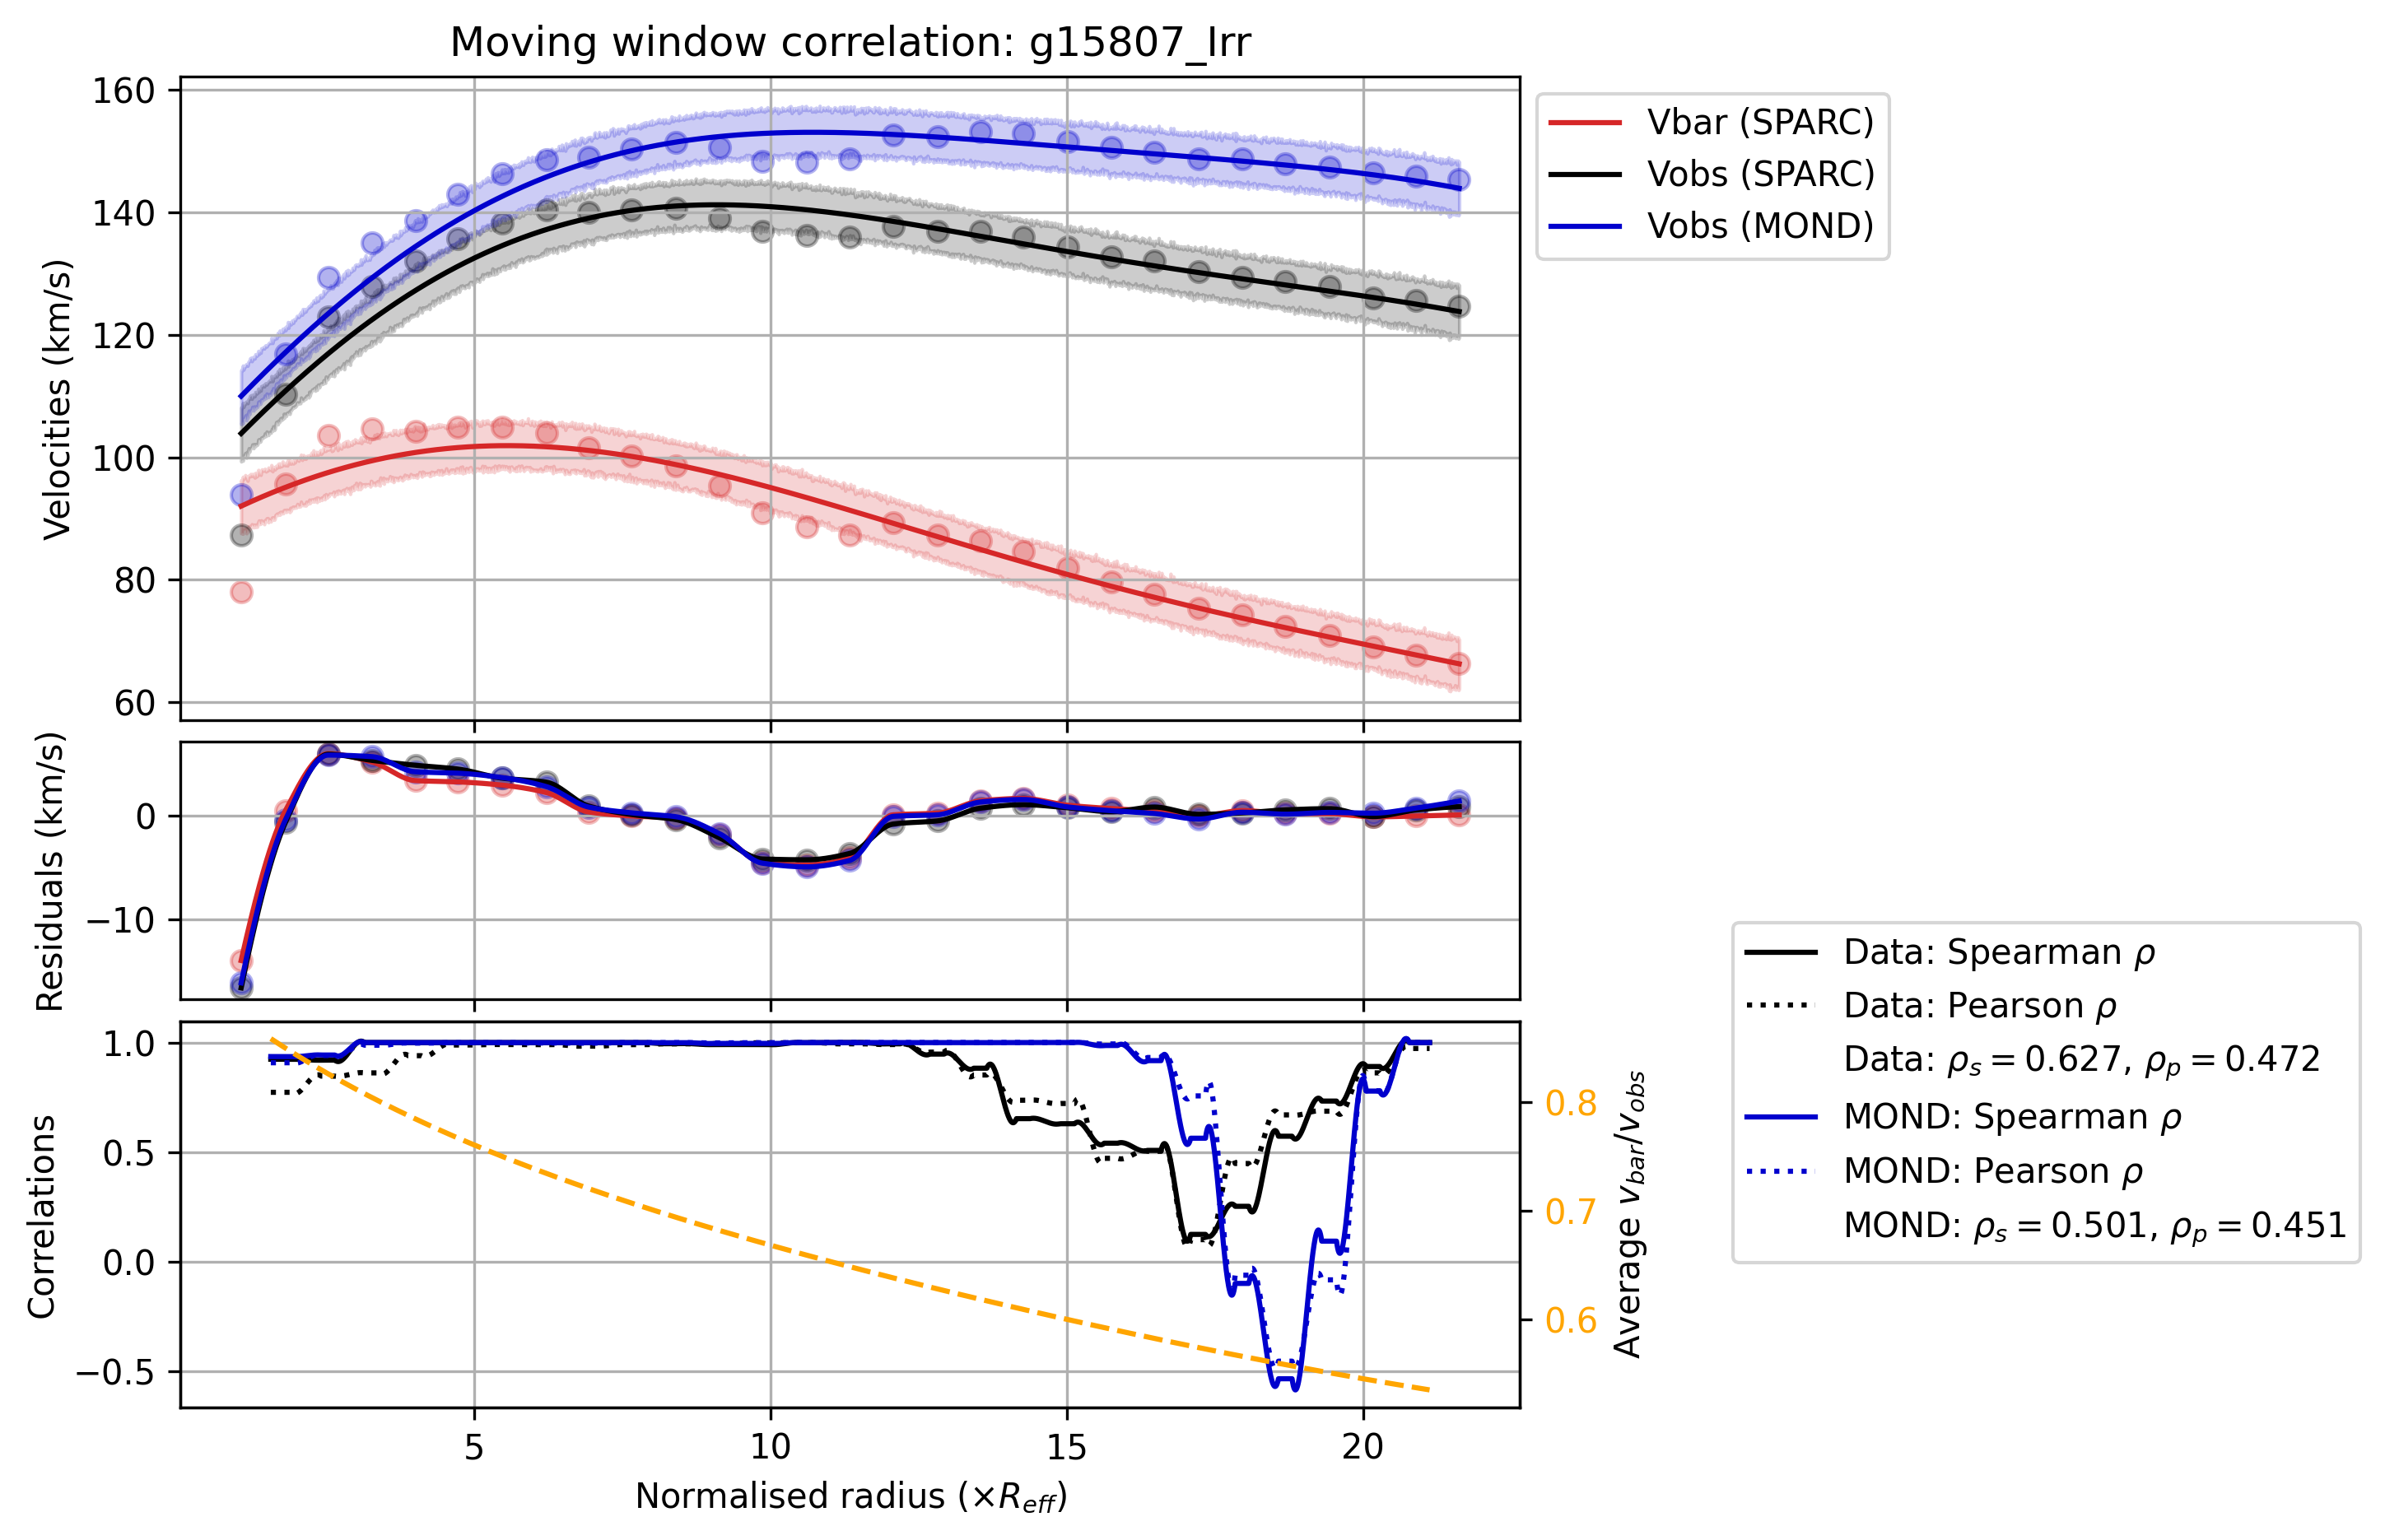 Moving window correlation: g15807_Irr
160
140
120
100
80
60
Velocities (km/s)
Vbar (SPARC)
Vobs (SPARC)
Vobs (MOND)
0
−10
Residuals (km/s)
1.0
0.5
0.0
−0.5
Correlations
0.8
0.7
0.6
Average v_bar/v_obs
5
10
15
20
Normalised radius (×R_eff)
Data: Spearman ρ
Data: Pearson ρ
Data: ρ_s = 0.627, ρ_p = 0.472
MOND: Spearman ρ
MOND: Pearson ρ
MOND: ρ_s = 0.501, ρ_p = 0.451